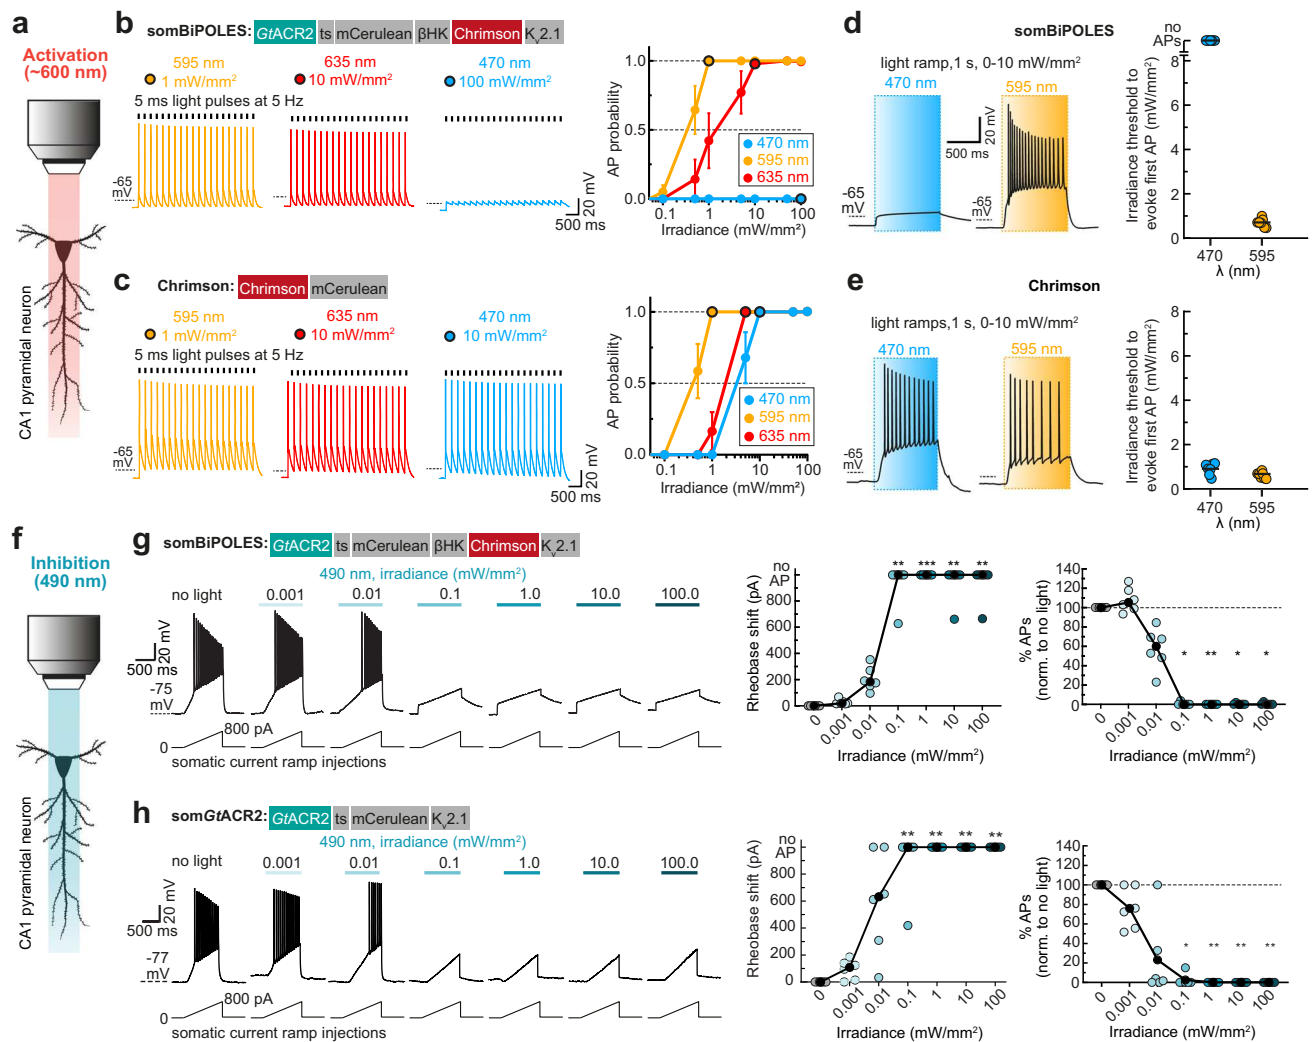 a
Activation
(~600 nm)
CA1 pyramidal neuron
b
somBiPOLES: GtACR2 ts mCerulean βHK Chrimson Kv2.1
595 nm
1 mW/mm²
635 nm
10 mW/mm²
470 nm
100 mW/mm²
5 ms light pulses at 5 Hz
-65
mV
20 mV
500 ms
AP probability
1.0
0.5
0.0
470 nm
595 nm
635 nm
0.1 1 10 100
Irradiance (mW/mm²)
c
Chrimson: Chrimson mCerulean
595 nm
1 mW/mm²
635 nm
10 mW/mm²
470 nm
10 mW/mm²
5 ms light pulses at 5 Hz
-65
mV
20 mV
500 ms
AP probability
1.0
0.5
0.0
470 nm
595 nm
635 nm
0.1 1 10 100
Irradiance (mW/mm²)
d
somBiPOLES
light ramp,1 s, 0-10 mW/mm²
470 nm
595 nm
20 mV
500 ms
-65
mV
-65
mV
Irradiance threshold to
evoke first AP (mW/mm²)
no
APs
8
6
4
2
0
470 595
λ (nm)
e
Chrimson
light ramps,1 s, 0-10 mW/mm²
470 nm
595 nm
-65
mV
Irradiance threshold to
evoke first AP (mW/mm²)
8
6
4
2
0
470 595
λ (nm)
f
Inhibition
(490 nm)
CA1 pyramidal neuron
g
somBiPOLES: GtACR2 ts mCerulean βHK Chrimson Kv2.1
490 nm, irradiance (mW/mm²)
no light 0.001 0.01 0.1 1.0 10.0 100.0
20 mV
500 ms
-75
mV
800 pA
0
somatic current ramp injections
Rheobase shift (pA)
no
AP
800
600
400
200
0
** *** ** **
0 0.001 0.01 0.1 1 10 100
Irradiance (mW/mm²)
% APs
(norm. to no light)
140
120
100
80
60
40
20
0
* ** * *
0 0.001 0.01 0.1 1 10 100
Irradiance (mW/mm²)
h
somGtACR2: GtACR2 ts mCerulean Kv2.1
490 nm, irradiance (mW/mm²)
no light 0.001 0.01 0.1 1.0 10.0 100.0
20 mV
500 ms
-77
mV
800 pA
0
somatic current ramp injections
Rheobase shift (pA)
no
AP
800
600
400
200
0
** ** ** **
0 0.001 0.01 0.1 1 10 100
Irradiance (mW/mm²)
% APs
(norm. to no light)
140
120
100
80
60
40
20
0
* ** ** **
0 0.001 0.01 0.1 1 10 100
Irradiance (mW/mm²)